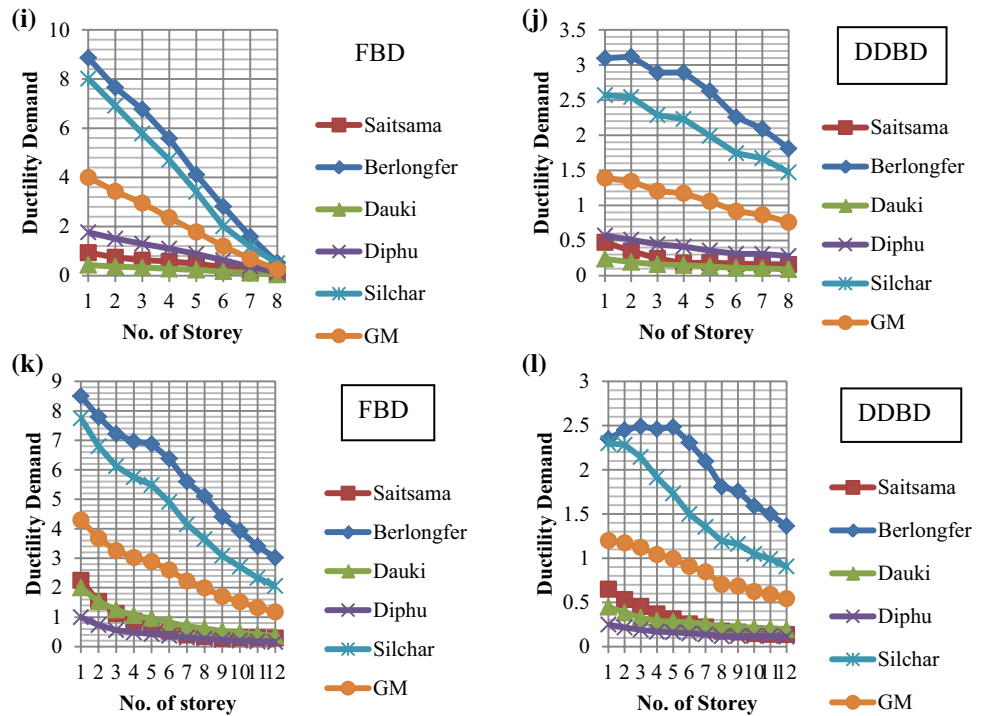 (i)
FBD
Ductility Demand
10
8
6
4
2
0
1 2 3 4 5 6 7 8
No. of Storey
Saitsama
Berlongfer
Dauki
Diphu
Silchar
GM
(j)
DDBD
Ductility Demand
3.5
3
2.5
2
1.5
1
0.5
0
1 2 3 4 5 6 7 8
No. of Storey
Saitsama
Berlongfer
Dauki
Diphu
Silchar
GM
(k)
FBD
Ductility Demand
9
8
7
6
5
4
3
2
1
0
1 2 3 4 5 6 7 8 9 10 11 12
No. of storey
Saitsama
Berlongfer
Dauki
Diphu
Silchar
GM
(l)
DDBD
Ductility Demand
3
2.5
2
1.5
1
0.5
0
1 2 3 4 5 6 7 8 9 10 11 12
No. of Storey
Saitsama
Berlongfer
Dauki
Diphu
Silchar
GM